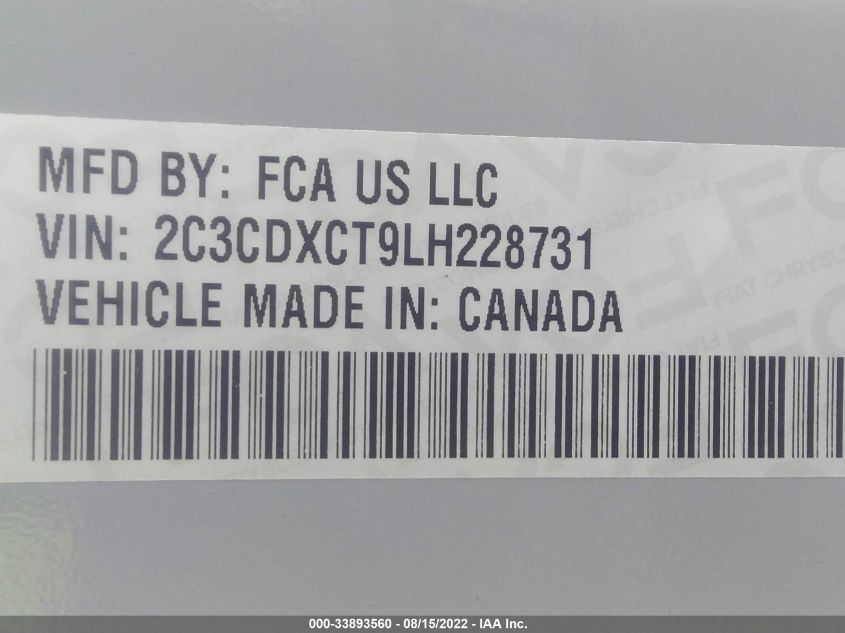 MFD BY: FCA US LLC
VIN: 2C3CDXCT9LH228731
VEHICLE MADE IN: CANADA
000-33893560 - 08/15/2022 - IAA Inc.